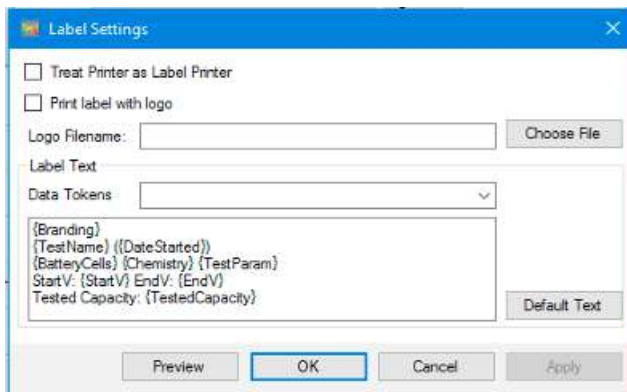 Label Settings
Treat Printer as Label Printer
Print label with logo
Logo Filename:
Choose File
Label Text
Data Tokens
{Branding}
{TestName} ({DateStarted})
{BatteryCells} {Chemistry} {TestParam}
StartV: {StartV} EndV: {EndV}
Tested Capacity: {TestedCapacity}
Default Text
Preview
OK
Cancel
Apply